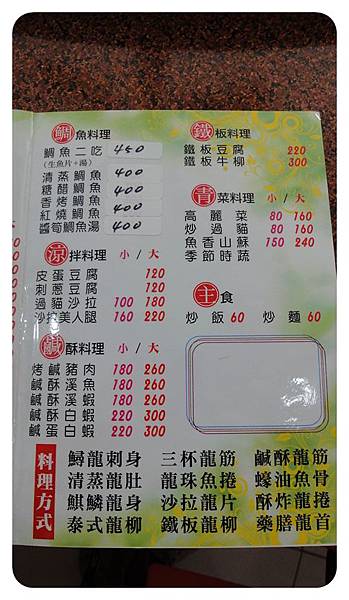 鯛魚料理
鯛魚二吃 450
(生魚片+湯)
清蒸鯛魚 400
糖醋鯛魚 400
香烤鯛魚 400
紅燒鯛魚 400
醬筍鯛魚湯 400
涼拌料理 小/大
皮蛋豆腐 120
刺蔥豆腐 120
過貓沙拉 100 180
沙拉美人腿 160 220
鹹酥料理 小/大
烤鹹豬肉 180 260
鹹酥溪魚 180 260
鹹酥溪蝦 180 260
鹹酥白蝦 220 300
鹹蛋白蝦 220 300
鐵板料理
鐵板豆腐 220
鐵板牛柳 300
青菜料理 小/大
高麗菜 80 160
炒過貓 80 160
魚香山蘇 150 240
季節時蔬
主食
炒飯 60 炒麵 60
料理方式
鱘龍刺身 三杯龍筋 鹹酥龍筋
清蒸龍肚 龍珠魚捲 蠔油魚骨
麒麟龍身 沙拉龍片 酥炸龍捲
泰式龍柳 鐵板龍柳 藥膳龍首